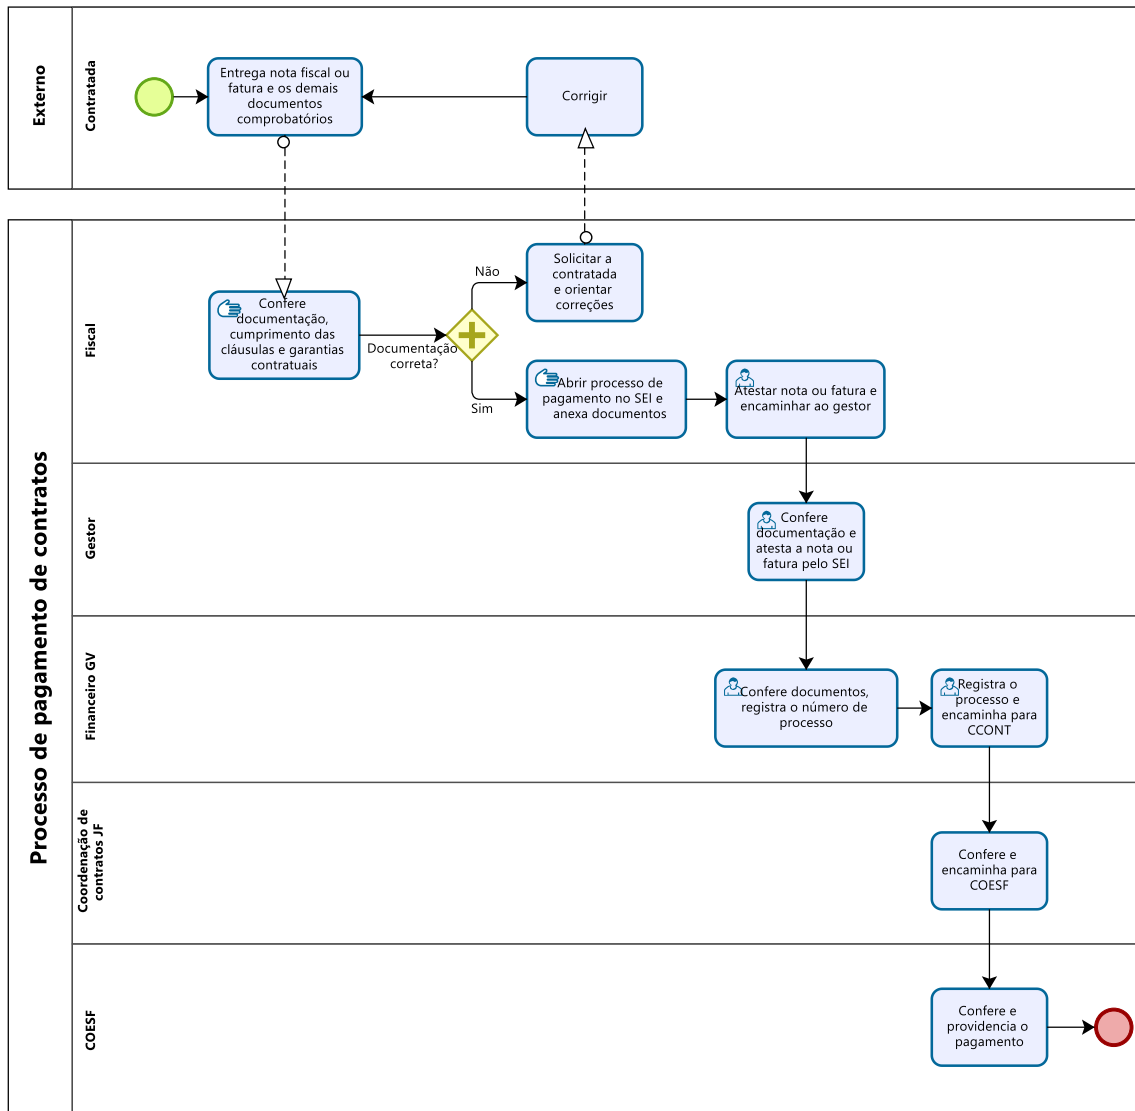 Externo
Contratada
Entrega nota fiscal ou
fatura e os demais
documentos
comprobatórios
Corrigir
Processo de pagamento de contratos
Fiscal
Confere
documentação,
cumprimento das
cláusulas e garantias
contratuais
Documentação
correta?
Não
Solicitar a
contratada
e orientar
correções
Sim
Abrir processo de
pagamento no SEI e
anexa documentos
Atestar nota ou fatura e
encaminhar ao gestor
Gestor
Confere
documentação e
atesta a nota ou
fatura pelo SEI
Financeiro GV
Confere documentos,
registra o número de
processo
Registra o
processo e
encaminha para
CCONT
Coordenação de
contratos JF
Confere e
encaminha para
COESF
COESF
Confere e
providencia o
pagamento